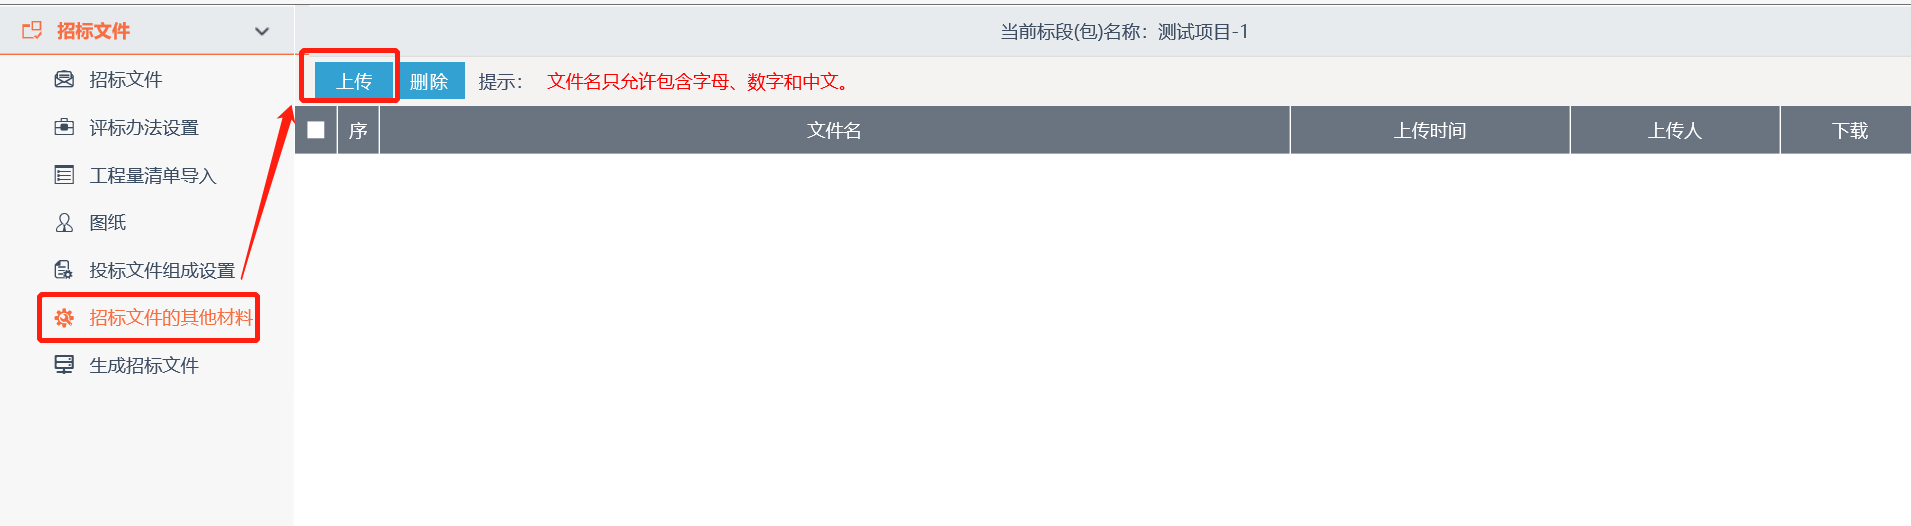 招标文件
当前标段(包)名称：测试项目-1
招标文件
评标办法设置
工程量清单导入
图纸
投标文件组成设置
招标文件的其他材料
生成招标文件
上传 删除 提示： 文件名只允许包含字母、数字和中文。
序 文件名 上传时间 上传人 下载